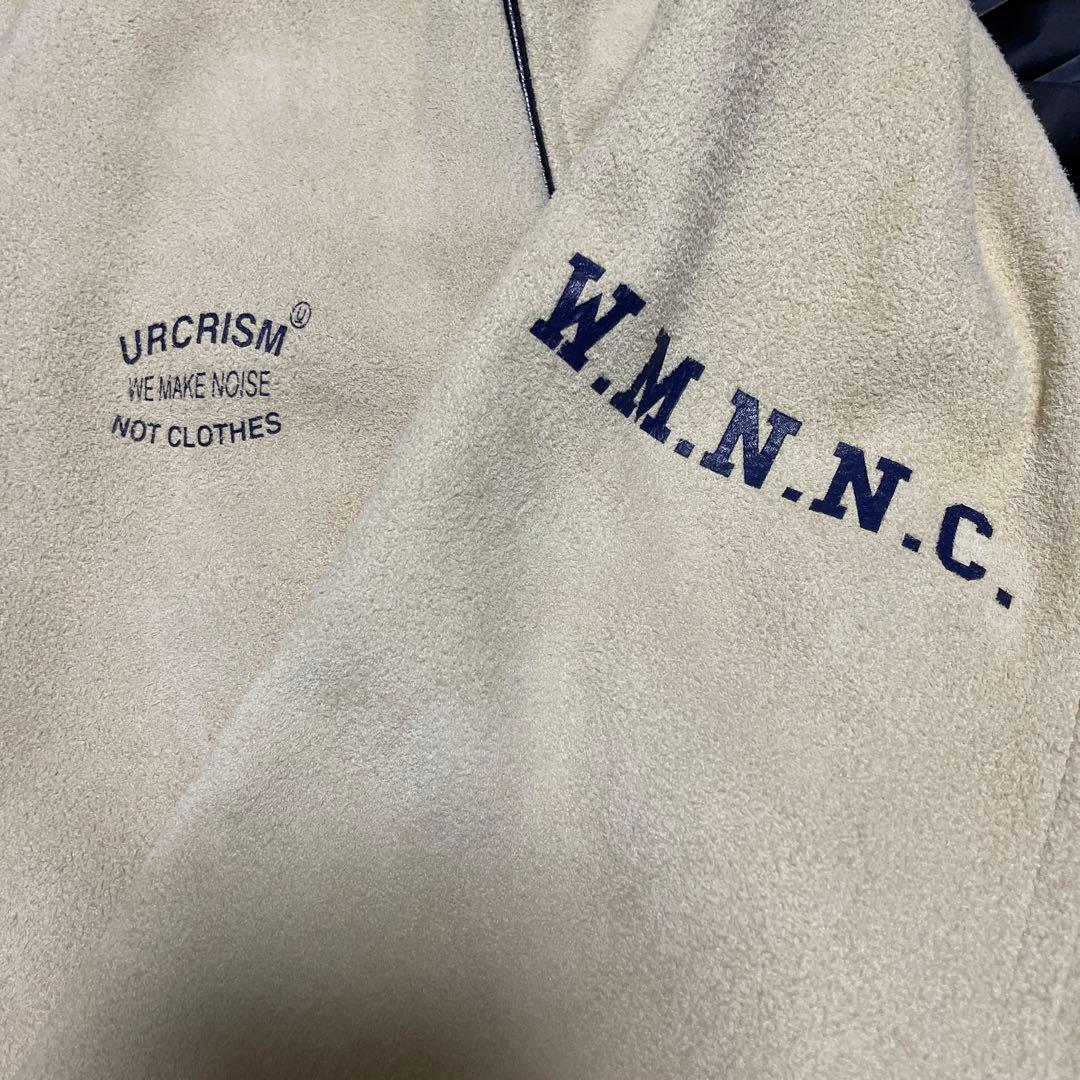 URCRISM
WE MAKE NOISE
NOT CLOTHES
W.M.N.N.C.